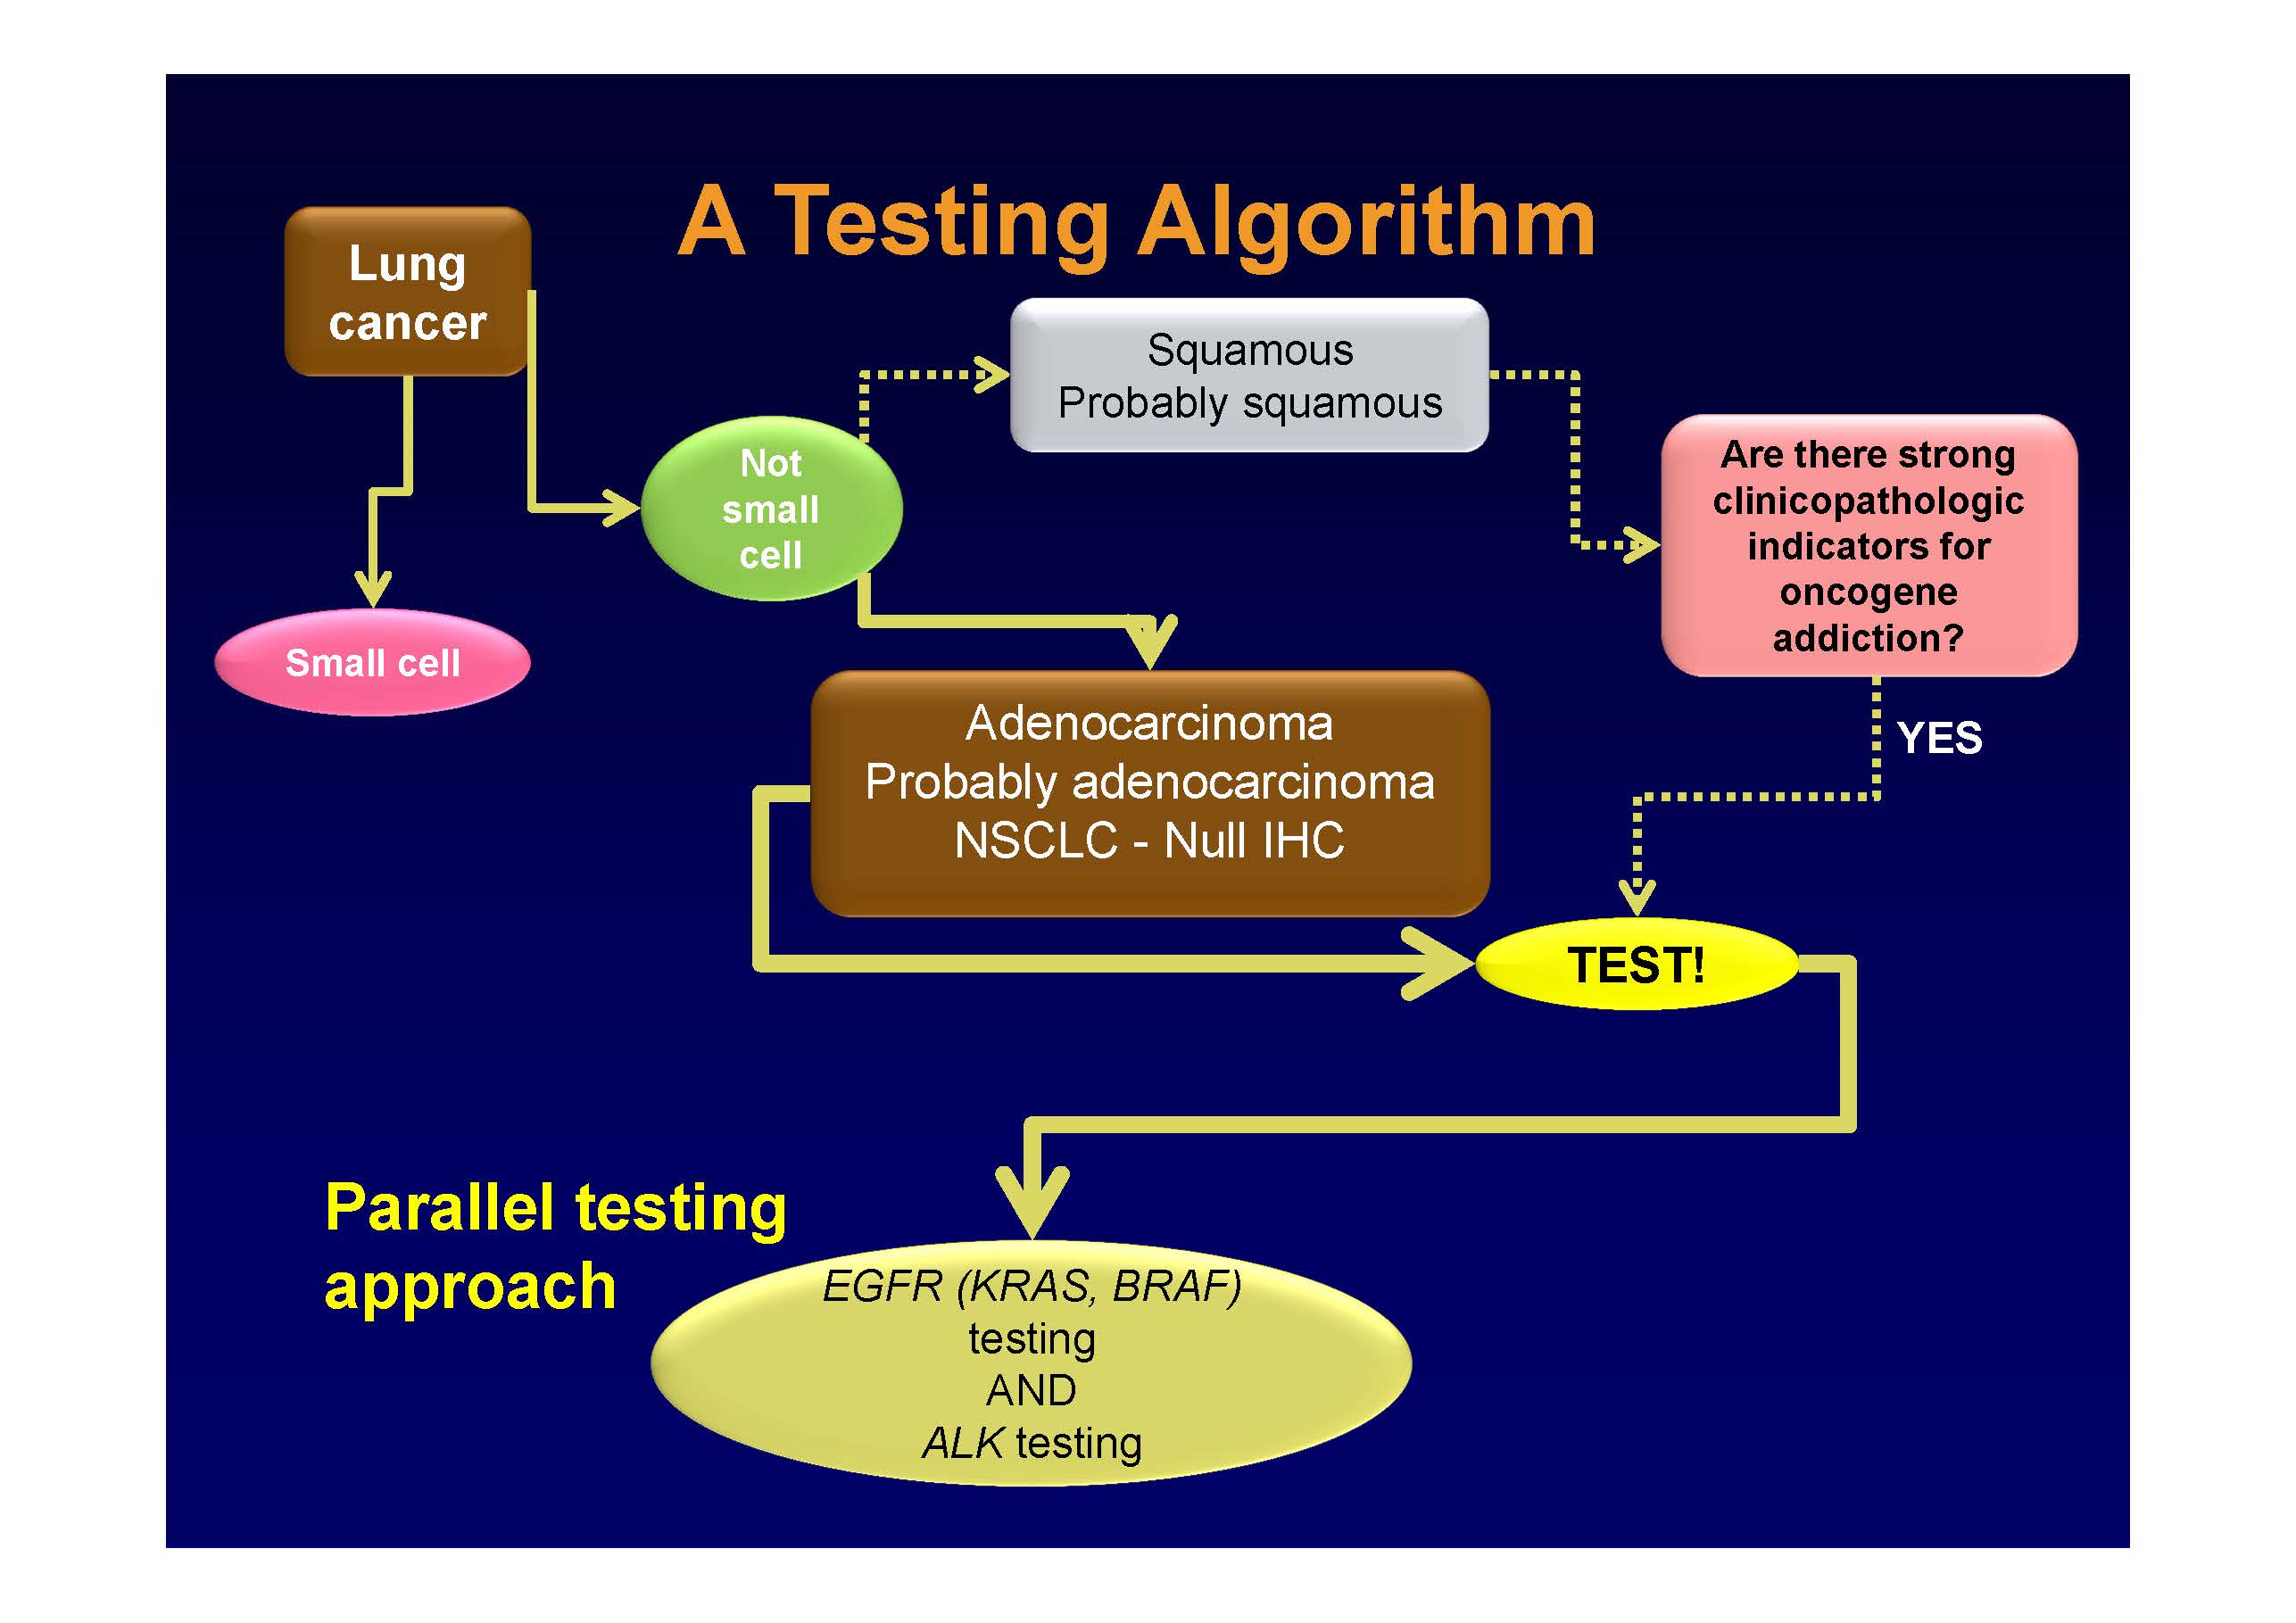 A Testing Algorithm
Lung
cancer
Squamous
Probably squamous
Not
small
cell
Are there strong
clinicopathologic
indicators for
oncogene
addiction?
Small cell
Adenocarcinoma
Probably adenocarcinoma
NSCLC - Null IHC
YES
TEST!
Parallel testing
approach
EGFR (KRAS, BRAF)
testing
AND
ALK testing